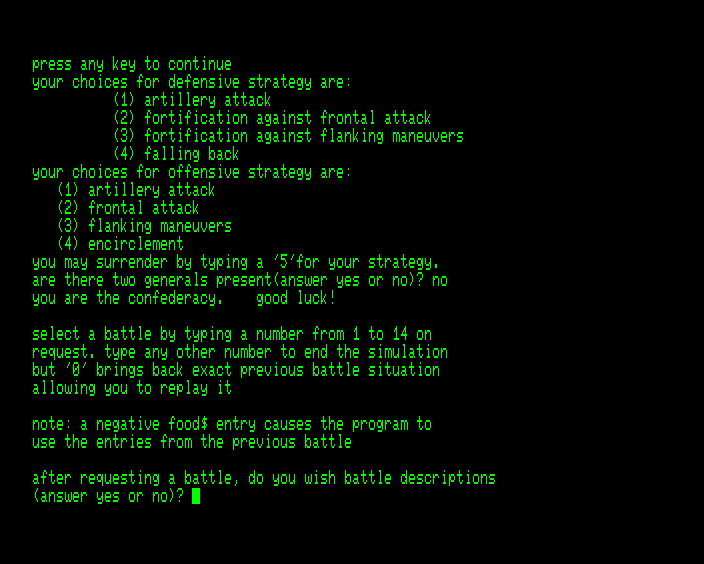 press any key to continue
your choices for defensive strategy are:
(1) artillery attack
(2) fortification against frontal attack
(3) fortification against flanking maneuvers
(4) falling back
your choices for offensive strategy are:
(1) artillery attack
(2) frontal attack
(3) flanking maneuvers
(4) encirclement
you may surrender by typing a '5'for your strategy.
are there two generals present(answer yes or no)? no
you are the confederacy.    good luck!
select a battle by typing a number from 1 to 14 on
request. type any other number to end the simulation
but '0' brings back exact previous battle situation
allowing you to replay it
note: a negative food$ entry causes the program to
use the entries from the previous battle
after requesting a battle, do you wish battle descriptions
(answer yes or no)?